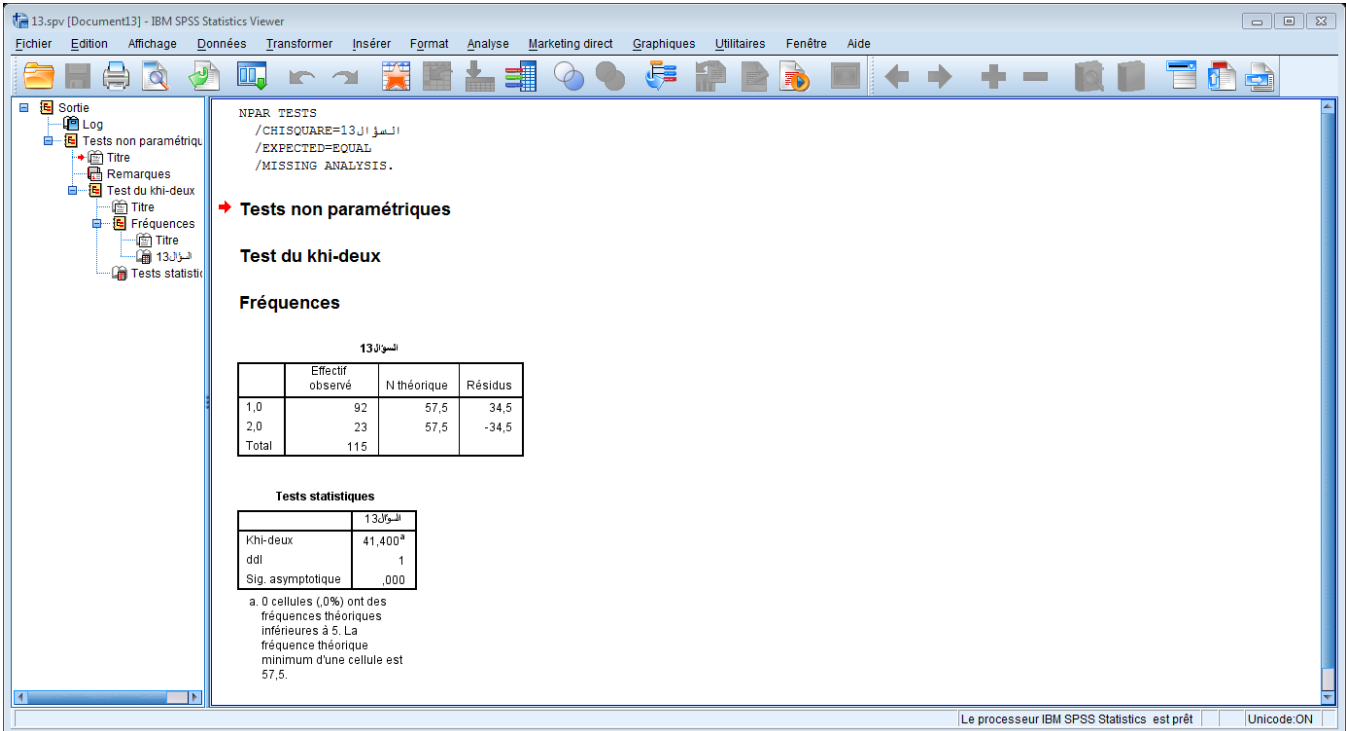 13.spv [Document13] - IBM SPSS Statistics Viewer
Fichier Edition Affichage Données Transformer Insérer Format Analyse Marketing direct Graphiques Utilitaires Fenêtre Aide
Sortie
Log
Tests non paramétriqu
Titre
Remarques
Test du khi-deux
Titre
Fréquences
Titre
السؤال13
Tests statistic
NPAR TESTS
/CHISQUARE=السؤال13
/EXPECTED=EQUAL
/MISSING ANALYSIS.
Tests non paramétriques
Test du khi-deux
Fréquences
السؤال13
Effectif observé N théorique Résidus
1,0 92 57,5 34,5
2,0 23 57,5 -34,5
Total 115
Tests statistiques
السؤال13
Khi-deux 41,400a
ddl 1
Sig. asymptotique ,000
a. 0 cellules (,0%) ont des
fréquences théoriques
inférieures à 5. La
fréquence théorique
minimum d'une cellule est
57,5.
Le processeur IBM SPSS Statistics est prêt Unicode:ON